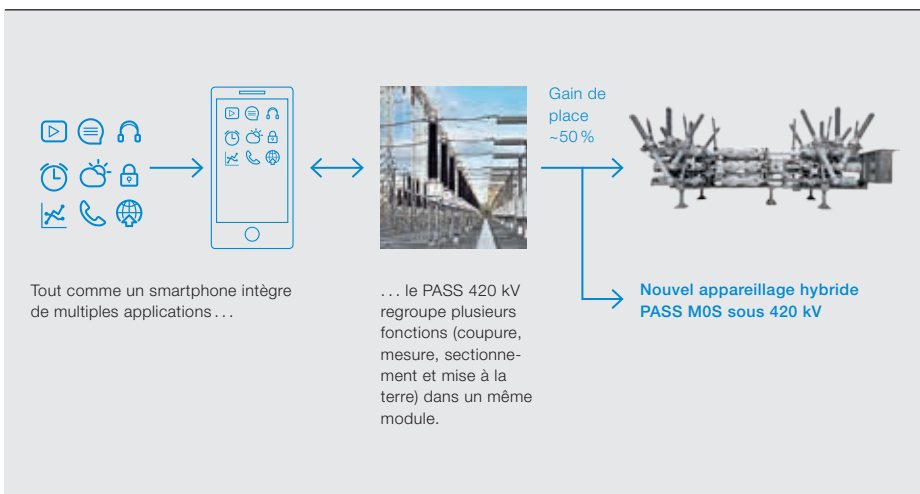 Gain de
place
~50 %
Tout comme un smartphone intègre
de multiples applications...
... le PASS 420 kV
regroupe plusieurs
fonctions (coupure,
mesure, sectionne-
ment et mise à la
terre) dans un même
module.
Nouvel appareillage hybride
PASS M0S sous 420 kV